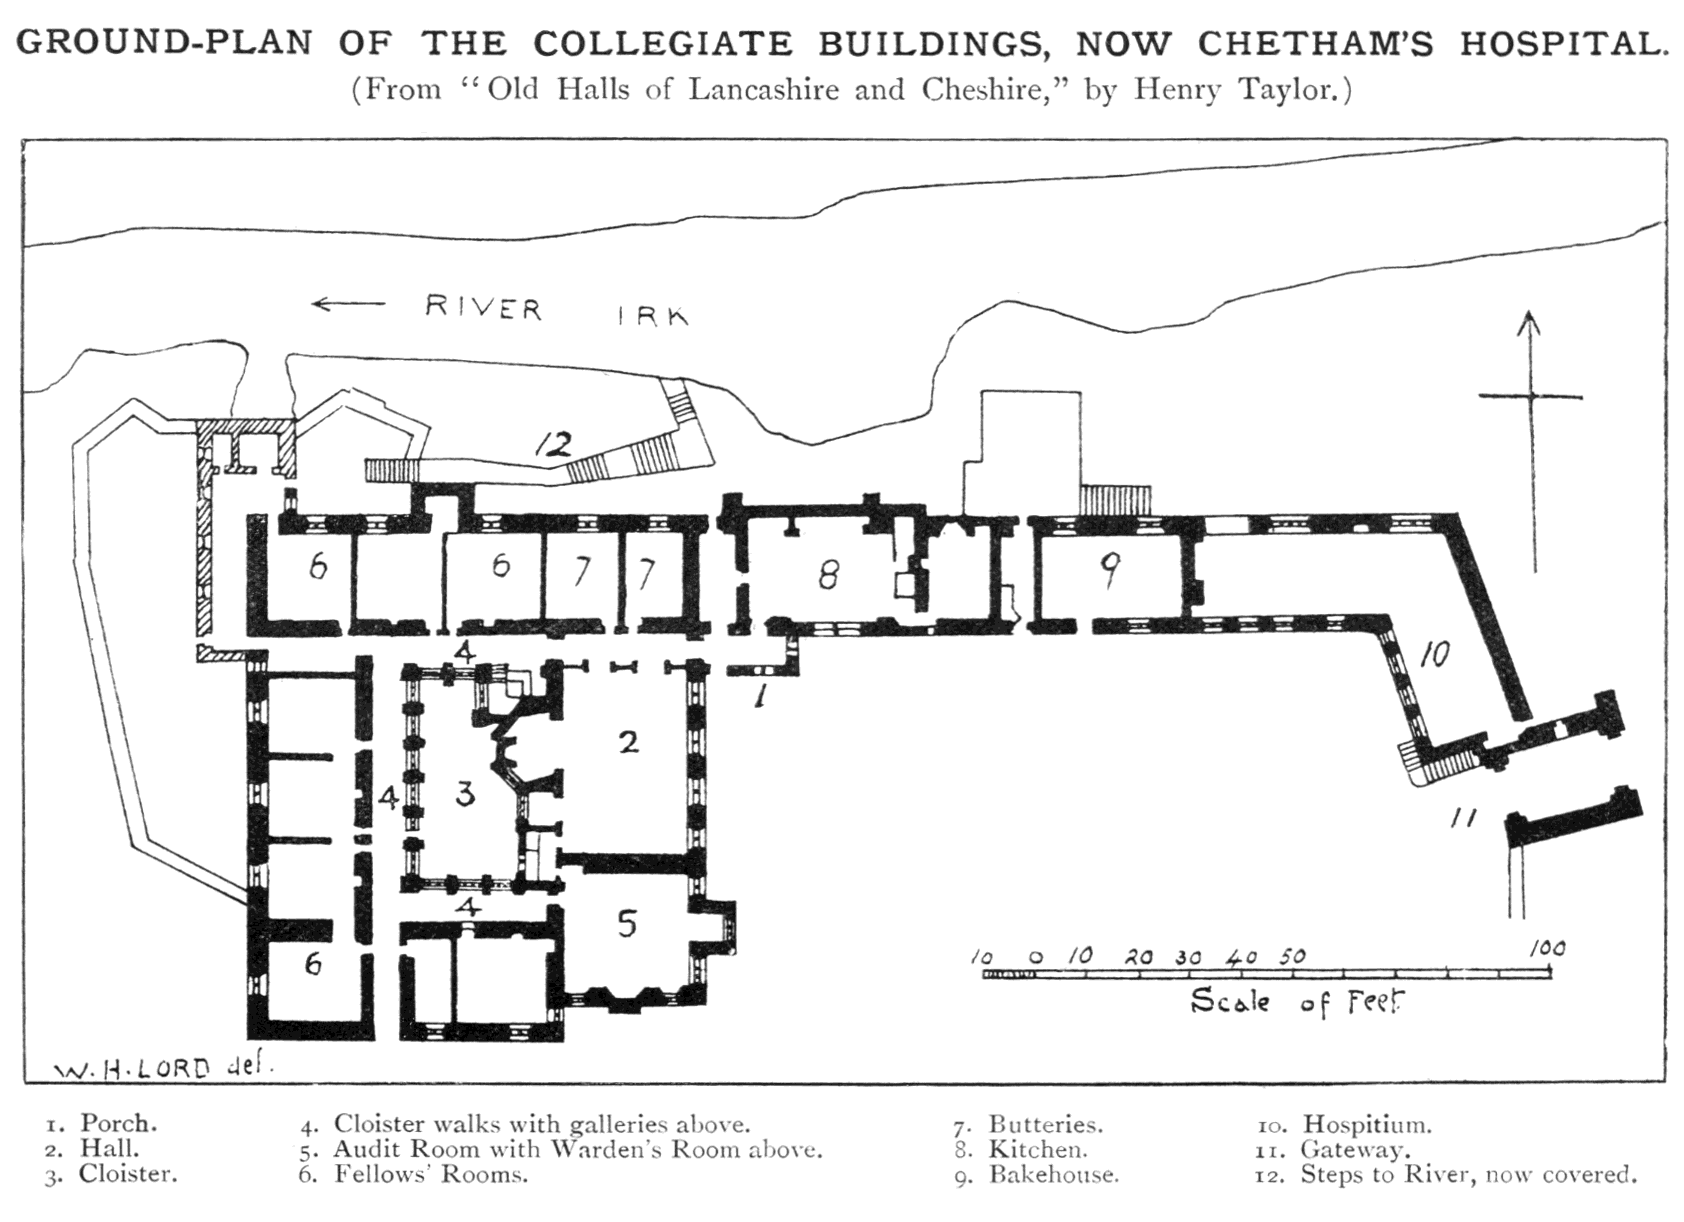 GROUND-PLAN OF THE COLLEGIATE BUILDINGS, NOW CHETHAM'S HOSPITAL.
(From "Old Halls of Lancashire and Cheshire," by Henry Taylor.)
RIVER IRK
12
6 6 7 7 8 9
4
1
10
2
4 3
11
4
5
6
10 0 10 20 30 40 50 100
Scale of Feet
W. H. LORD del.
1. Porch.
2. Hall.
3. Cloister.
4. Cloister walks with galleries above.
5. Audit Room with Warden's Room above.
6. Fellows' Rooms.
7. Butteries.
8. Kitchen.
9. Bakehouse.
10. Hospitium.
11. Gateway.
12. Steps to River, now covered.